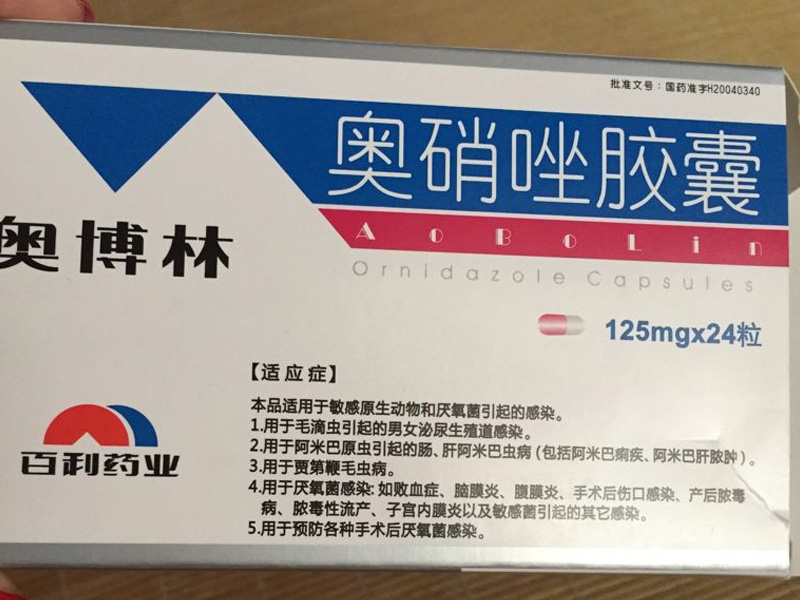 批准文号：国药准字H20040340
奥硝唑胶囊
AoBoLin
奥博林
Ornidazole Capsules
125mgx24粒
【适应症】
本品适用于敏感原生动物和厌氧菌引起的感染。
1.用于毛滴虫引起的男女泌尿生殖道感染。
2.用于阿米巴原虫引起的肠、肝阿米巴虫病（包括阿米巴痢疾、阿米巴肝脓肿）。
3.用于贾第鞭毛虫病。
4.用于厌氧菌感染：如败血症、脑膜炎、腹膜炎、手术后伤口感染、产后脓毒
病、脓毒性流产、子宫内膜炎以及敏感菌引起的其它感染。
5.用于预防各种手术后厌氧菌感染。
百利药业